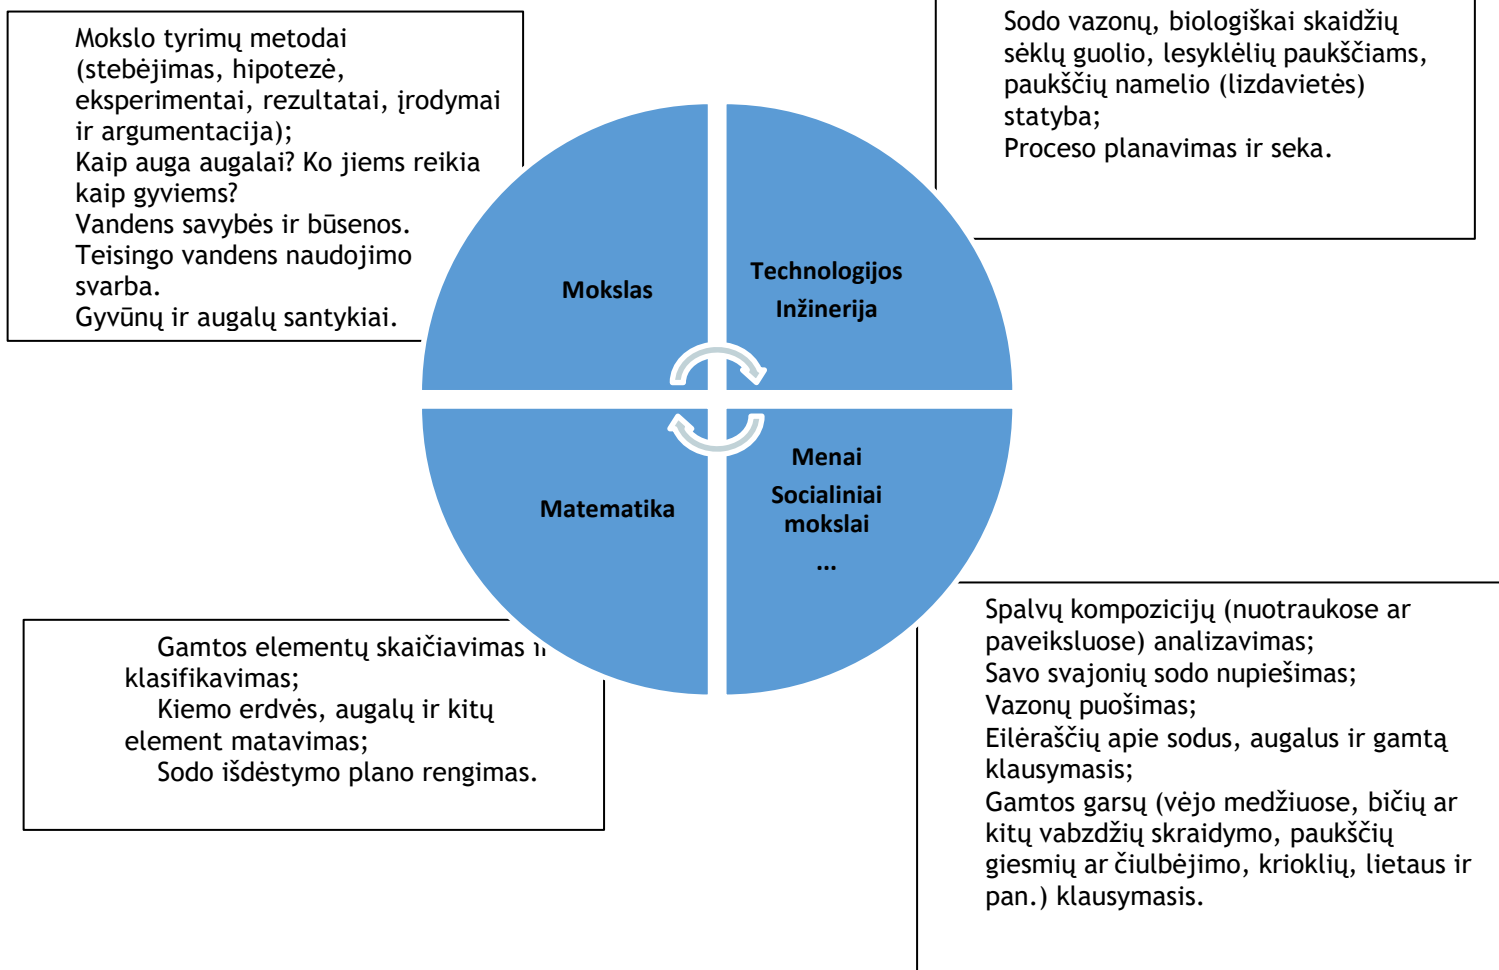 Mokslo tyrimų metodai
(stebėjimas, hipotezė,
eksperimentai, rezultatai, įrodymai
ir argumentacija);
Kaip auga augalai? Ko jiems reikia
kaip gyviems?
Vandens savybės ir būsenos.
Teisingo vandens naudojimo
svarba.
Gyvūnų ir augalų santykiai.
Sodo vazonų, biologiškai skaidžių
sėklų guolio, lesyklėlių paukščiams,
paukščių namelio (lizdavietės)
statyba;
Proceso planavimas ir seka.
Mokslas
Technologijos
Inžinerija
Matematika
Menai
Socialiniai
mokslai
...
Gamtos elementų skaičiavimas
klasifikavimas;
Kiemo erdvės, augalų ir kitų
element matavimas;
Sodo išdėstymo plano rengimas.
Spalvų kompozicijų (nuotraukose ar
paveiksluose) analizavimas;
Savo svajonių sodo nupiešimas;
Vazonų puošimas;
Eilėraščių apie sodus, augalus ir gamtą
klausymasis;
Gamtos garsų (vėjo medžiuose, bičių ar
kitų vabzdžių skraidymo, paukščių
giesmių ar čiulbėjimo, krioklių, lietaus ir
pan.) klausymasis.